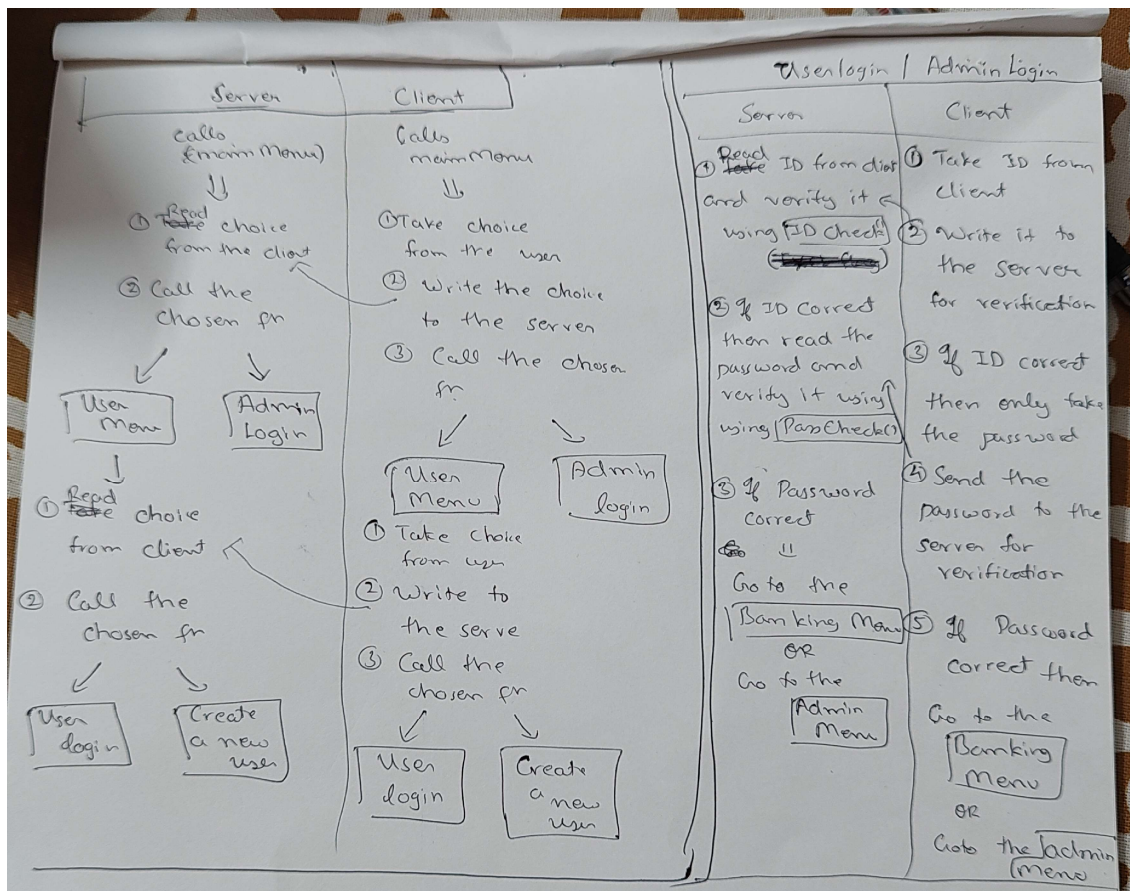 Server
Calls
(mainMenu)
① Read choice
from the client
② Call the
chosen fn
User
Menu
Admin
Login
① Read choice
from client
② Call the
chosen fn
User
login
Create
a new
user
Client
Calls
mainMenu
① Take choice
from the user
② Write the choice
to the server
③ Call the chosen
fn.
User
Menu
Admin
login
① Take choice
from user
② Write to
the serve
③ Call the
chosen fn
User
login
Create
a new
user
User login / Admin Login
Server
① Read ID from
and verify it
using ID Check()
② If ID correct
then read the
password and
verify it using
using PassCheck()
③ If Password
correct
Go to the
Banking Menu
OR
Go to the
Admin
Menu
Client
① Take ID from
client
② Write it to
the server
for verification
③ If ID correct
then only take
the password
④ Send the
password to the
server for
verification
⑤ If Password
correct then
Go to the
Banking
Menu
OR
Goto the admin
menu